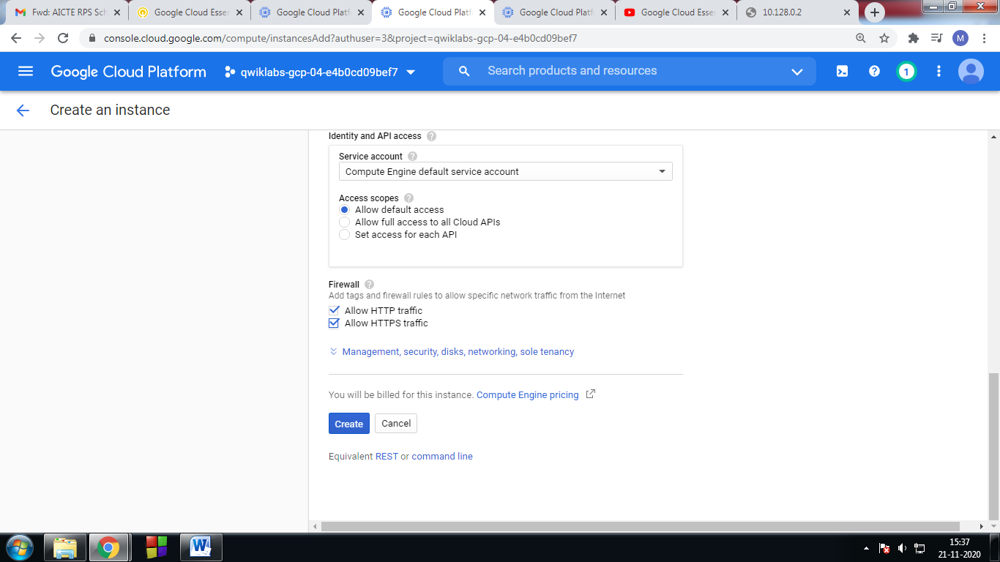 Fwd: AICTE RPS Sch
Google Cloud Essen
Google Cloud Platf
Google Cloud Platf
Google Cloud Platf
Google Cloud Essen
10.128.0.2
console.cloud.google.com/compute/instancesAdd?authuser=3&project=qwiklabs-gcp-04-e4b0cd09bef7
M
Google Cloud Platform
qwiklabs-gcp-04-e4b0cd09bef7
Search products and resources
1
Create an instance
Identity and API access
Service account
Compute Engine default service account
Access scopes
Allow default access
Allow full access to all Cloud APIs
Set access for each API
Firewall
Add tags and firewall rules to allow specific network traffic from the Internet
Allow HTTP traffic
Allow HTTPS traffic
Management, security, disks, networking, sole tenancy
You will be billed for this instance. Compute Engine pricing
Create
Cancel
Equivalent REST or command line
15:37
21-11-2020